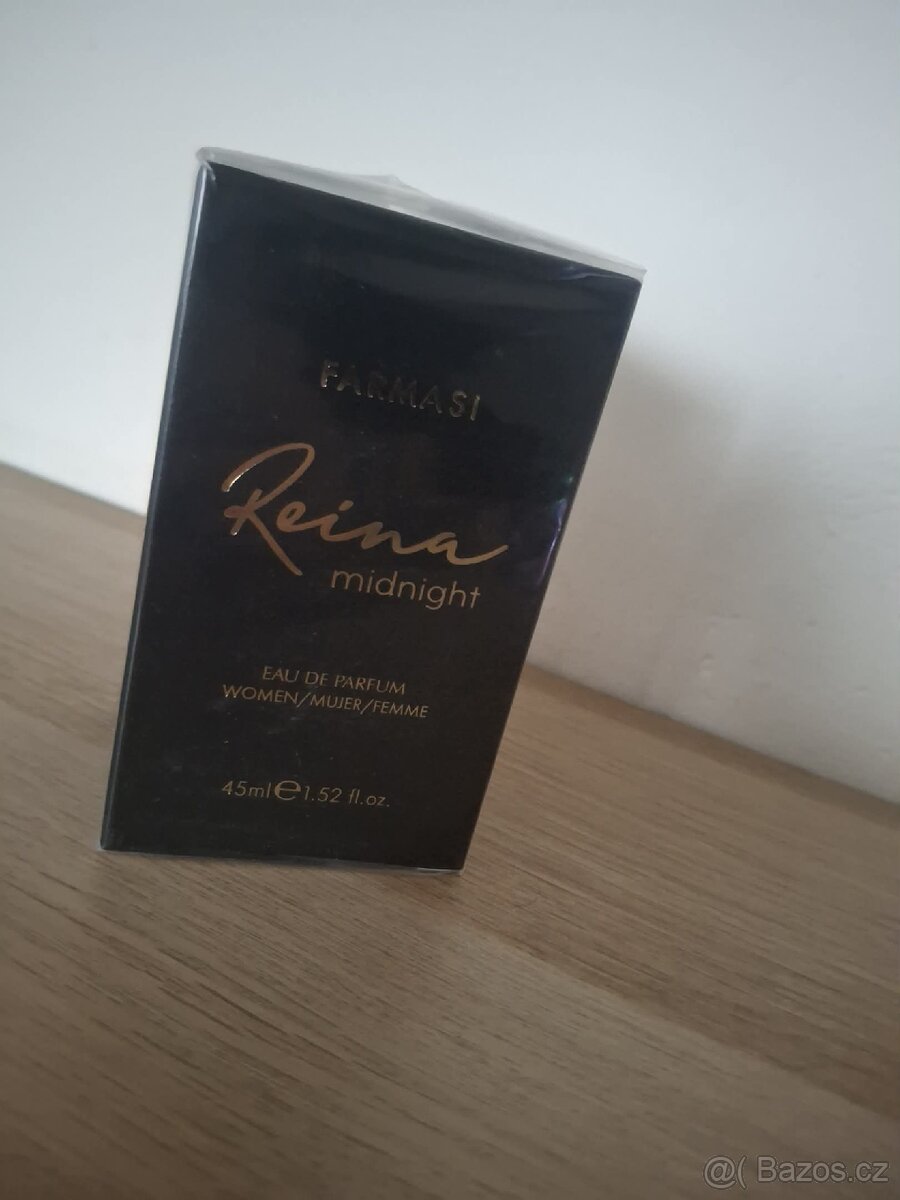 FARMASI
Reina
midnight
EAU DE PARFUM
WOMEN/MUJER/FEMME
45ml e 1.52 fl.oz.
@( Bazos.cz